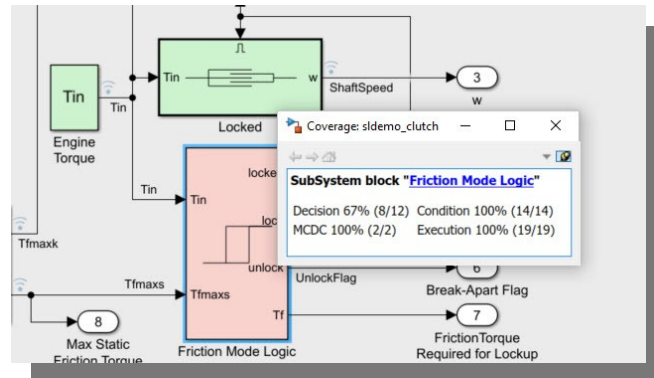 Tin
w
ShaftSpeed
3
w
Locked
Tin
Tin
Engine
Torque
Coverage: sldemo_clutch
SubSystem block "Friction Mode Logic"
Decision 67% (8/12) Condition 100% (14/14)
MCDC 100% (2/2) Execution 100% (19/19)
locke
Tin
Tin
loc
Tfmaxk
unlock
UnlockFlag
6
Break-Apart Flag
Tfmaxs
Tfmaxs
8
Max Static
Friction Torque
Tf
7
FrictionTorque
Required for Lockup
Friction Mode Logic